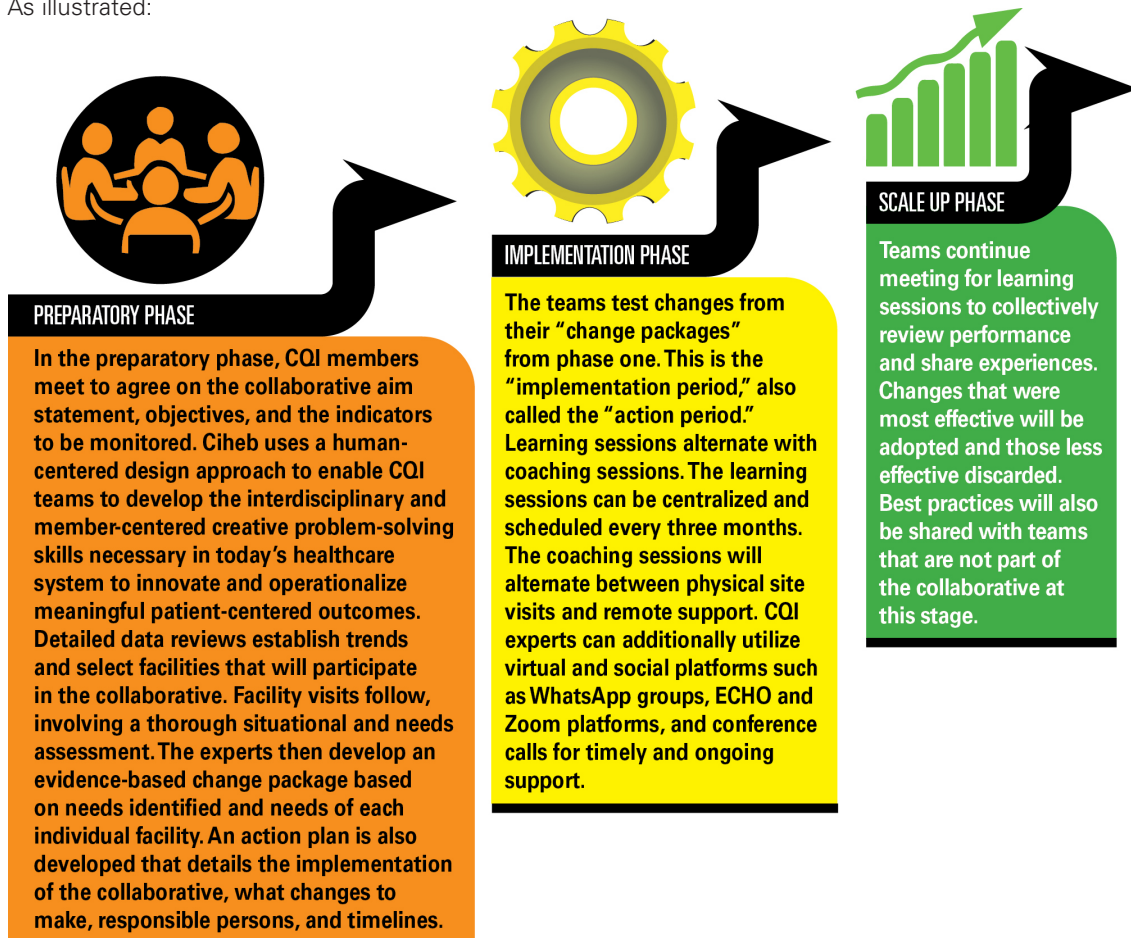 As illustrated:
PREPARATORY PHASE
In the preparatory phase, CQI members
meet to agree on the collaborative aim
statement, objectives, and the indicators
to be monitored. Ciheb uses a human-
centered design approach to enable CQI
teams to develop the interdisciplinary and
member-centered creative problem-solving
skills necessary in today's healthcare
system to innovate and operationalize
meaningful patient-centered outcomes.
Detailed data reviews establish trends
and select facilities that will participate
in the collaborative. Facility visits follow,
involving a thorough situational and needs
assessment. The experts then develop an
evidence-based change package based
on needs identified and needs of each
individual facility. An action plan is also
developed that details the implementation
of the collaborative, what changes to
make, responsible persons, and timelines.
IMPLEMENTATION PHASE
The teams test changes from
their “change packages”
from phase one. This is the
“implementation period,” also
called the “action period.”
Learning sessions alternate with
coaching sessions. The learning
sessions can be centralized and
scheduled every three months.
The coaching sessions will
alternate between physical site
visits and remote support. CQI
experts can additionally utilize
virtual and social platforms such
as WhatsApp groups, ECHO and
Zoom platforms, and conference
calls for timely and ongoing
support.
SCALE UP PHASE
Teams continue
meeting for learning
sessions to collectively
review performance
and share experiences.
Changes that were
most effective will be
adopted and those less
effective discarded.
Best practices will also
be shared with teams
that are not part of
the collaborative at
this stage.